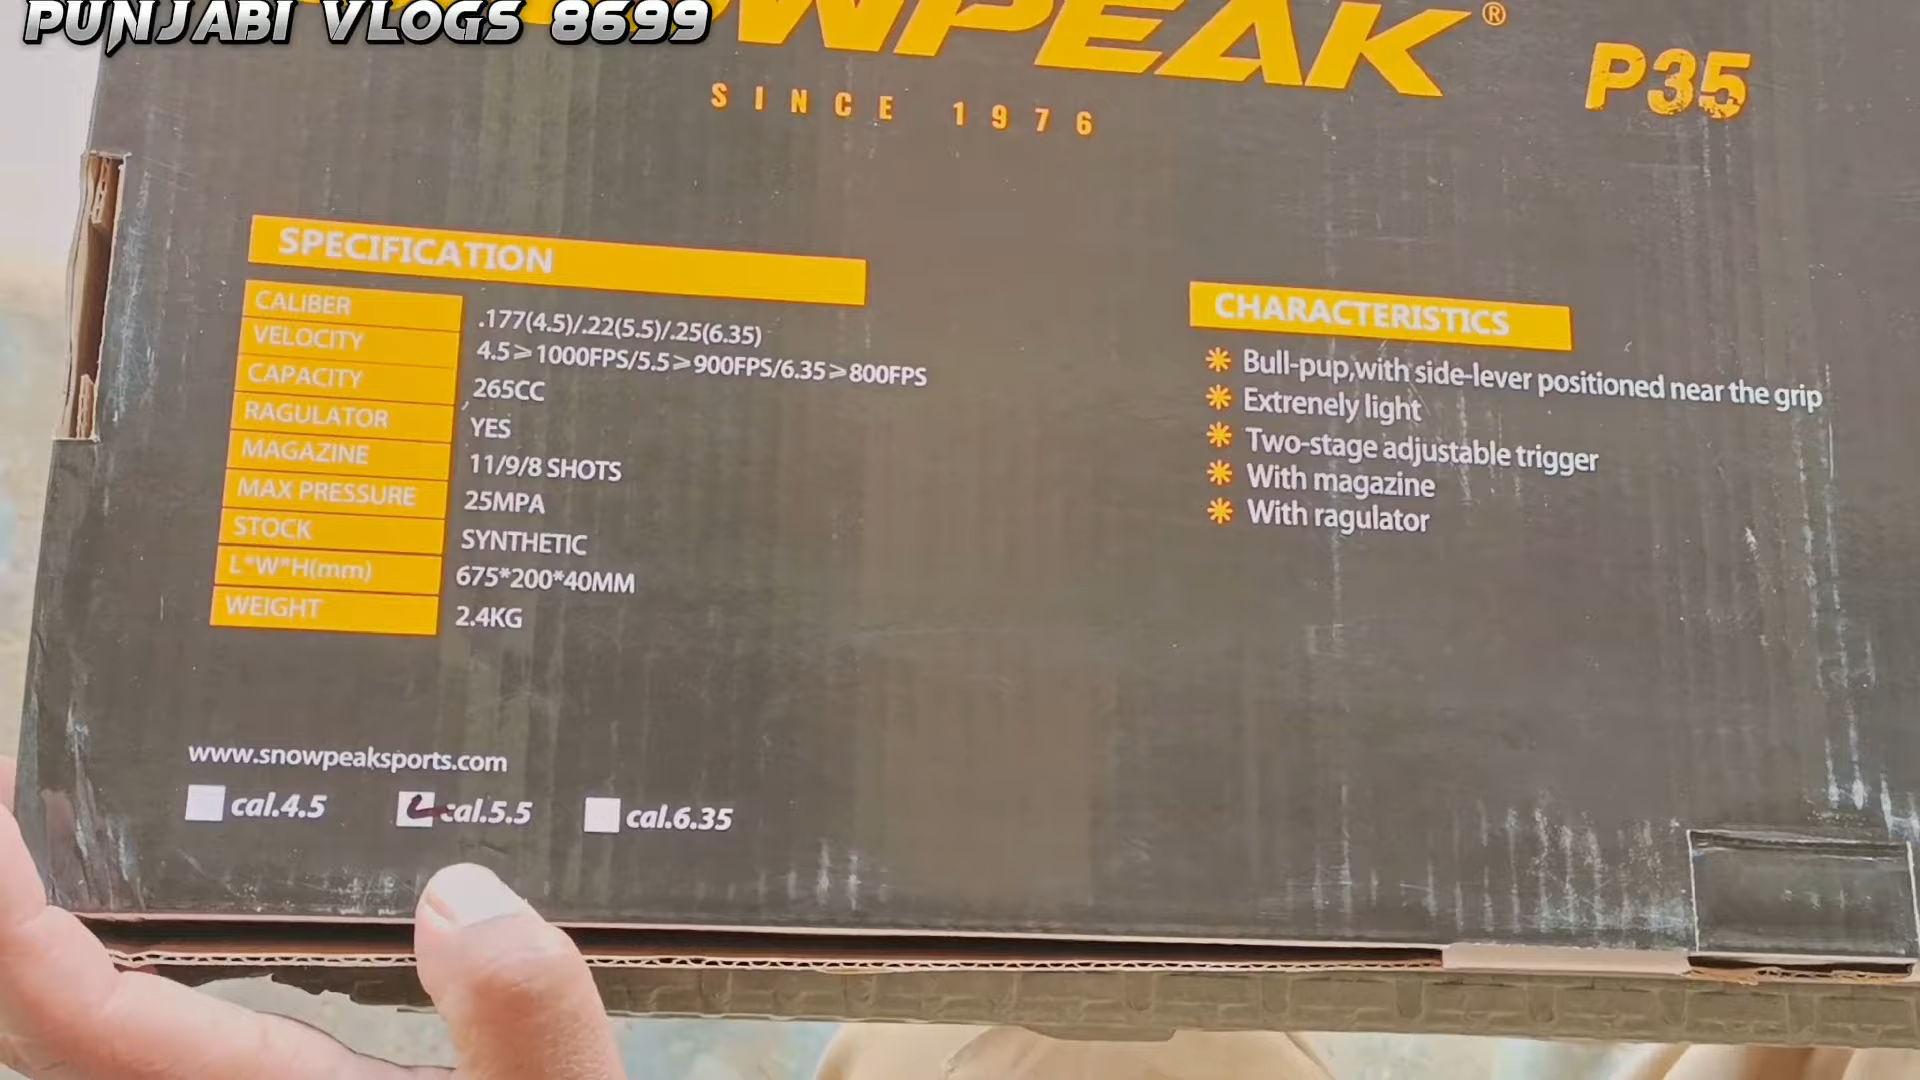 PUNJABI VLOGS 8699
WPEAK® P35
SINCE 1976
SPECIFICATION
CALIBER .177(4.5)/.22(5.5)/.25(6.35)
VELOCITY 4.5≥1000FPS/5.5≥900FPS/6.35≥800FPS
CAPACITY 265CC
RAGULATOR YES
MAGAZINE 11/9/8 SHOTS
MAX PRESSURE 25MPA
STOCK SYNTHETIC
L*W*H(mm) 675*200*40MM
WEIGHT 2.4KG
CHARACTERISTICS
Bull-pup,with side-lever positioned near the grip
Extrenely light
Two-stage adjustable trigger
With magazine
With ragulator
www.snowpeaksports.com
cal.4.5 cal.5.5 cal.6.35